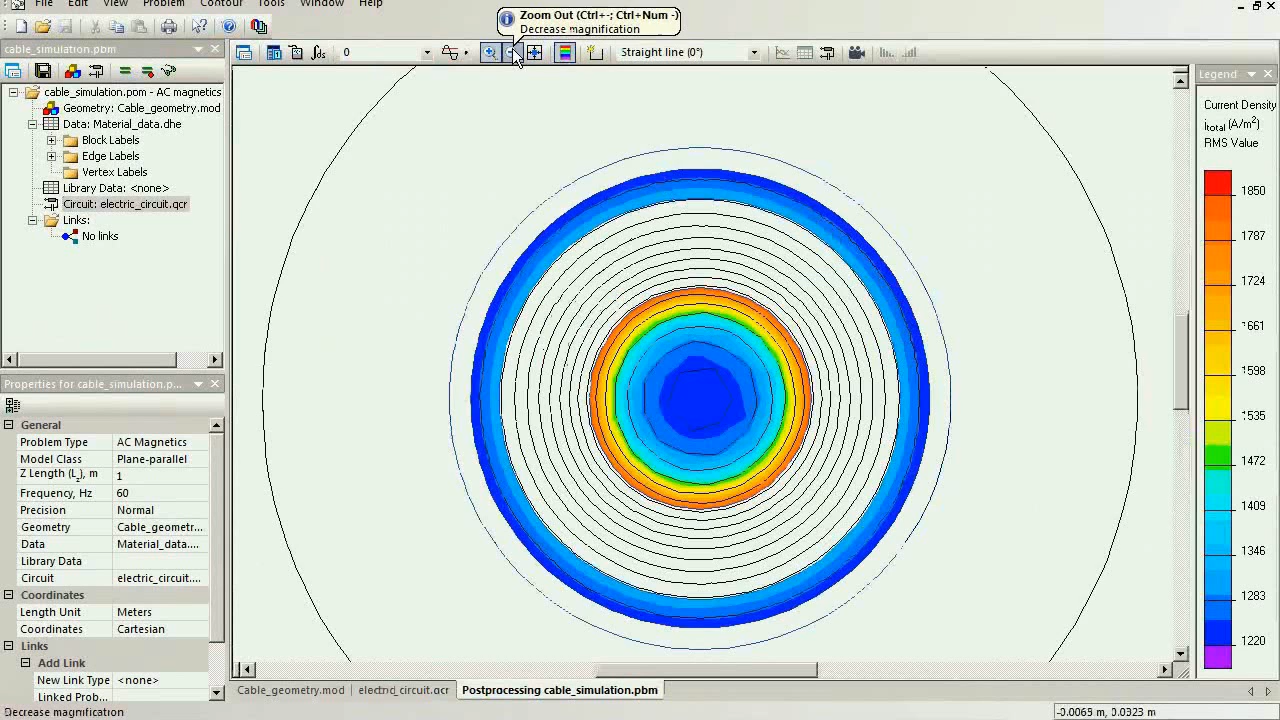 File Edit View Problem Contour Tools Window Help
Zoom Out (Ctrl+-; Ctrl+Num -)
Decrease magnification
cable_simulation.pbm
0
Straight line (0°)
cable_simulation.pbm - AC magnetics
Geometry: Cable_geometry.mod
Data: Material_data.dhe
Block Labels
Edge Labels
Vertex Labels
Library Data: <none>
Circuit: electric_circuit.qcr
Links:
No links
Properties for cable_simulation.p...
General
Problem Type AC Magnetics
Model Class Plane-parallel
Z Length (Lz), m 1
Frequency, Hz 60
Precision Normal
Geometry Cable_geometr...
Data Material_data....
Library Data
Circuit electric_circuit....
Coordinates
Length Unit Meters
Coordinates Cartesian
Links
Add Link
New Link Type <none>
Linked Prob...
Legend
Current Density
itotal (A/m²)
RMS Value
1850
1787
1724
1661
1598
1535
1472
1409
1346
1283
1220
Cable_geometry.mod electric_circuit.qcr Postprocessing cable_simulation.pbm
Decrease magnification
-0.0069 m, 0.0323 m